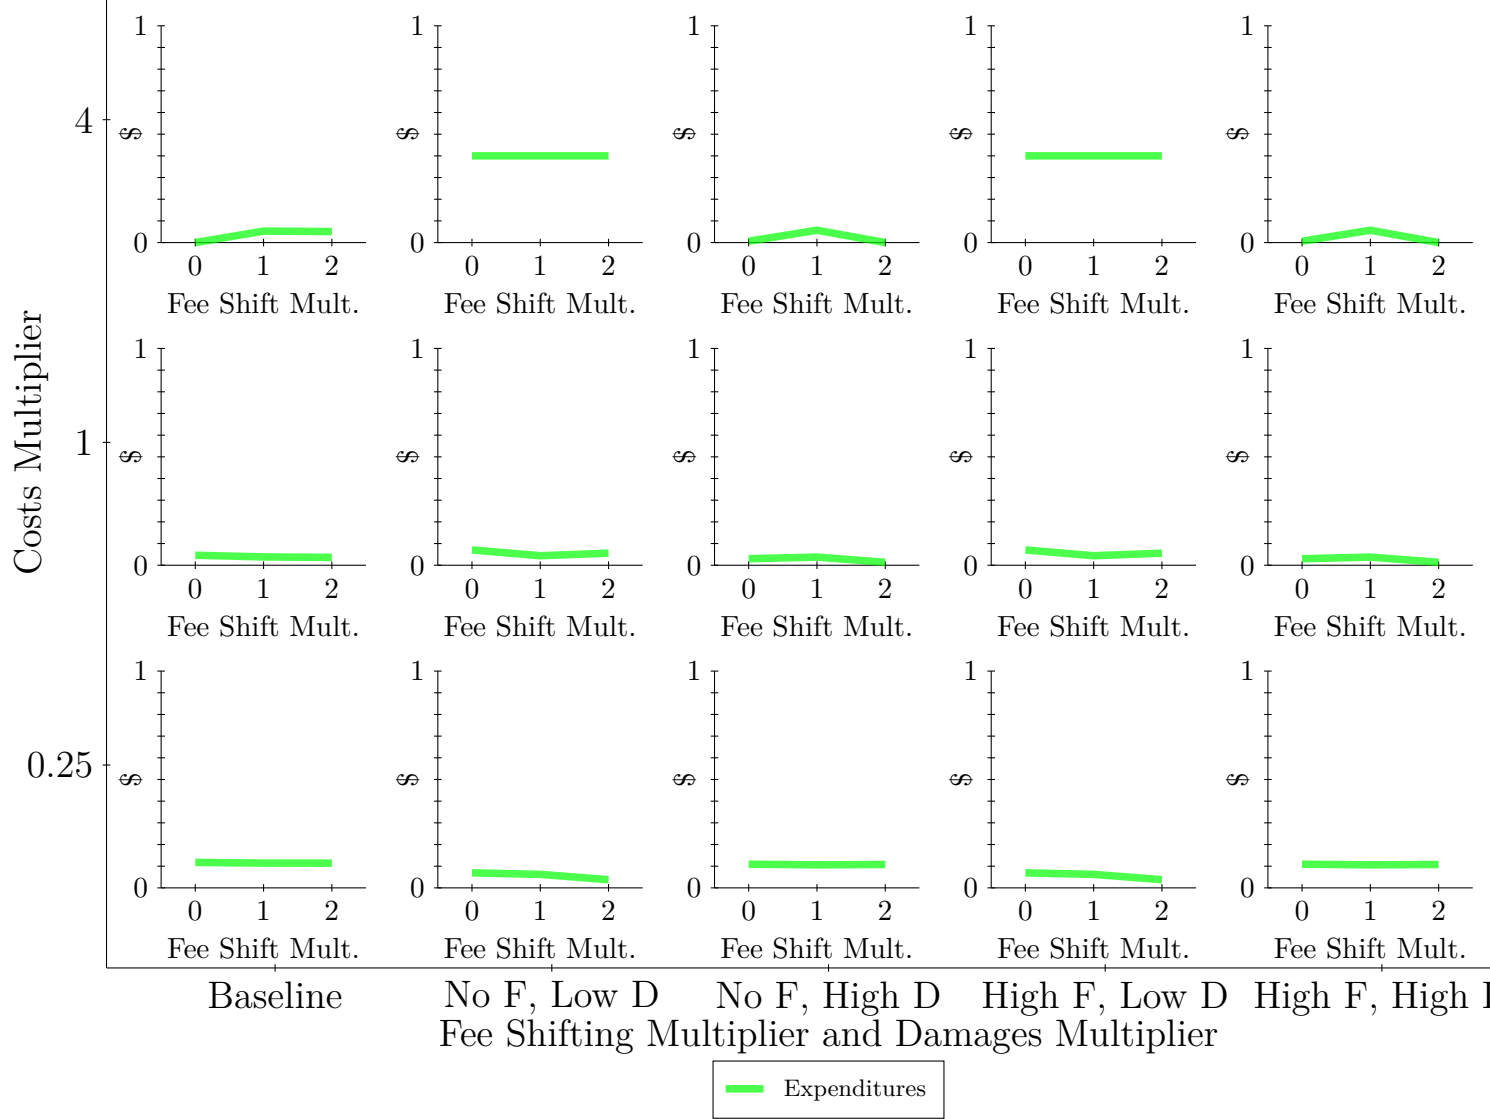 Costs Multiplier
4
1
0.25
1
$
0
0 1 2
Fee Shift Mult.
1
$
0
0 1 2
Fee Shift Mult.
1
$
0
0 1 2
Fee Shift Mult.
1
$
0
0 1 2
Fee Shift Mult.
1
$
0
0 1 2
Fee Shift Mult.
1
$
0
0 1 2
Fee Shift Mult.
1
$
0
0 1 2
Fee Shift Mult.
1
$
0
0 1 2
Fee Shift Mult.
1
$
0
0 1 2
Fee Shift Mult.
1
$
0
0 1 2
Fee Shift Mult.
1
$
0
0 1 2
Fee Shift Mult.
1
$
0
0 1 2
Fee Shift Mult.
1
$
0
0 1 2
Fee Shift Mult.
1
$
0
0 1 2
Fee Shift Mult.
1
$
0
0 1 2
Fee Shift Mult.
Baseline No F, Low D No F, High D High F, Low D High F, High
Fee Shifting Multiplier and Damages Multiplier
Expenditures